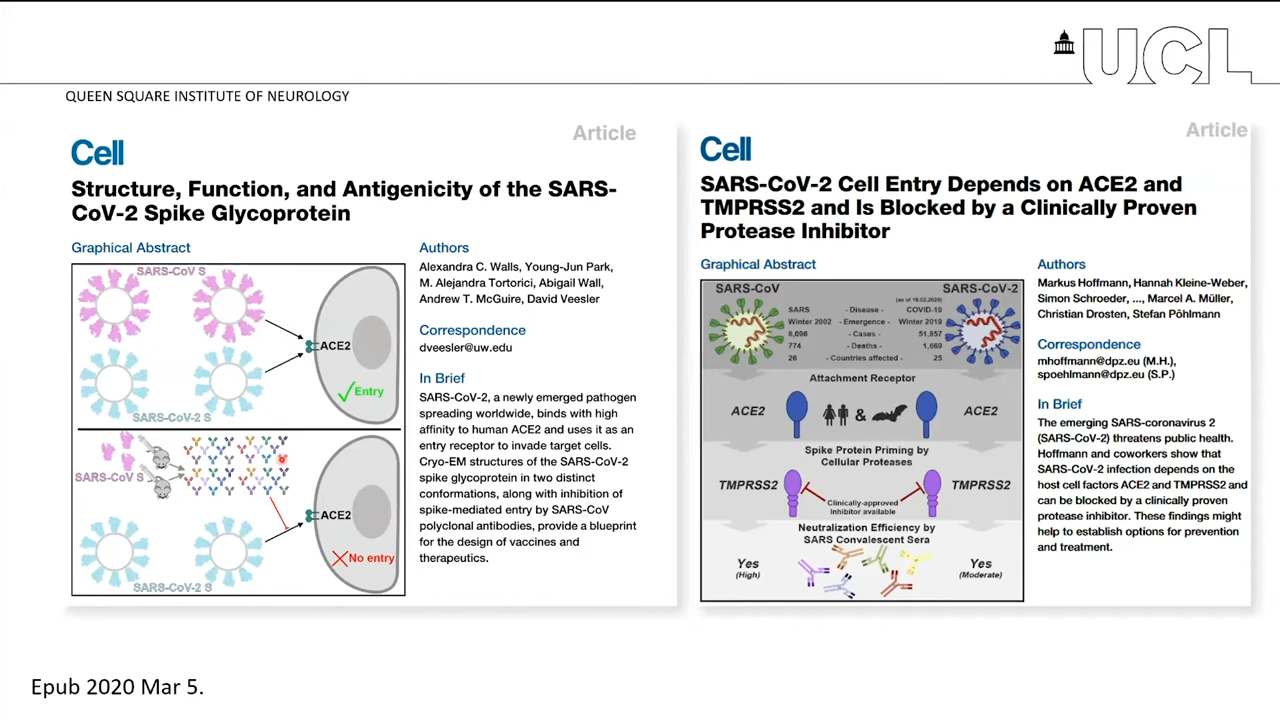 UCL
QUEEN SQUARE INSTITUTE OF NEUROLOGY
Article
Cell
Structure, Function, and Antigenicity of the SARS-
CoV-2 Spike Glycoprotein
Graphical Abstract
SARS-CoV S
ACE2
Entry
SARS-CoV-2 S
SARS-CoV S
ACE2
No entry
SARS-CoV-2 S
Authors
Alexandra C. Walls, Young-Jun Park,
M. Alejandra Tortorici, Abigail Wall,
Andrew T. McGuire, David Veesler
Correspondence
dveesler@uw.edu
In Brief
SARS-CoV-2, a newly emerged pathogen
spreading worldwide, binds with high
affinity to human ACE2 and uses it as an
entry receptor to invade target cells.
Cryo-EM structures of the SARS-CoV-2
spike glycoprotein in two distinct
conformations, along with inhibition of
spike-mediated entry by SARS-CoV
polyclonal antibodies, provide a blueprint
for the design of vaccines and
therapeutics.
Article
Cell
SARS-CoV-2 Cell Entry Depends on ACE2 and
TMPRSS2 and Is Blocked by a Clinically Proven
Protease Inhibitor
Graphical Abstract
SARS-CoV SARS-CoV-2
(as of 16.02.2020)
SARS - Disease - COVID-19
Winter 2002 - Emergence - Winter 2019
8,096 - Cases - 51,857
774 - Deaths - 1,669
26 - Countries affected - 25
Attachment Receptor
ACE2 & ACE2
Spike Protein Priming by
Cellular Proteases
TMPRSS2 TMPRSS2
Clinically-approved
Inhibitor available
Neutralization Efficiency by
SARS Convalescent Sera
Yes Yes
(High) (Moderate)
Authors
Markus Hoffmann, Hannah Kleine-Weber,
Simon Schroeder, ..., Marcel A. Müller,
Christian Drosten, Stefan Pöhlmann
Correspondence
mhoffmann@dpz.eu (M.H.),
spoehlmann@dpz.eu (S.P.)
In Brief
The emerging SARS-coronavirus 2
(SARS-CoV-2) threatens public health.
Hoffmann and coworkers show that
SARS-CoV-2 infection depends on the
host cell factors ACE2 and TMPRSS2 and
can be blocked by a clinically proven
protease inhibitor. These findings might
help to establish options for prevention
and treatment.
Epub 2020 Mar 5.